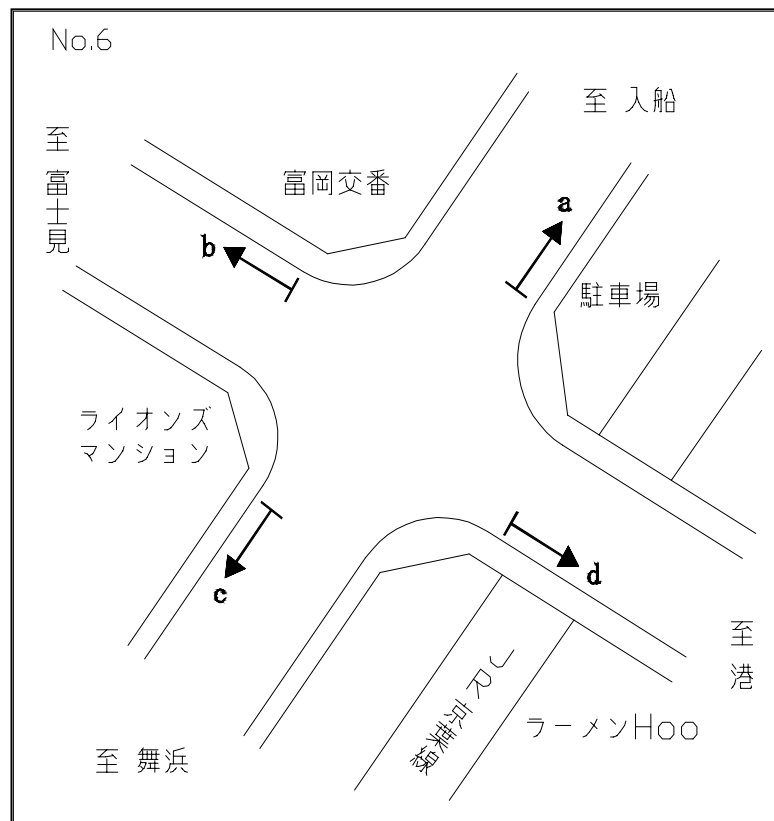 No.6
至 入船
至 富士見
富岡交番
a
b
駐車場
ライオンズ
マンション
c
d
至 港
JR京葉線
ラーメンHoo
至 舞浜